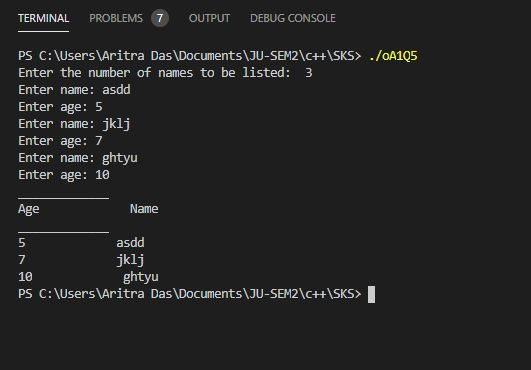 TERMINAL PROBLEMS 7 OUTPUT DEBUG CONSOLE
PS C:\Users\Aritra Das\Documents\JU-SEM2\c++\SKS> ./oA1Q5
Enter the number of names to be listed:  3
Enter name: asdd
Enter age: 5
Enter name: jklj
Enter age: 7
Enter name: ghtyu
Enter age: 10
_____________
Age             Name
_____________
5             asdd
7             jklj
10             ghtyu
PS C:\Users\Aritra Das\Documents\JU-SEM2\c++\SKS>